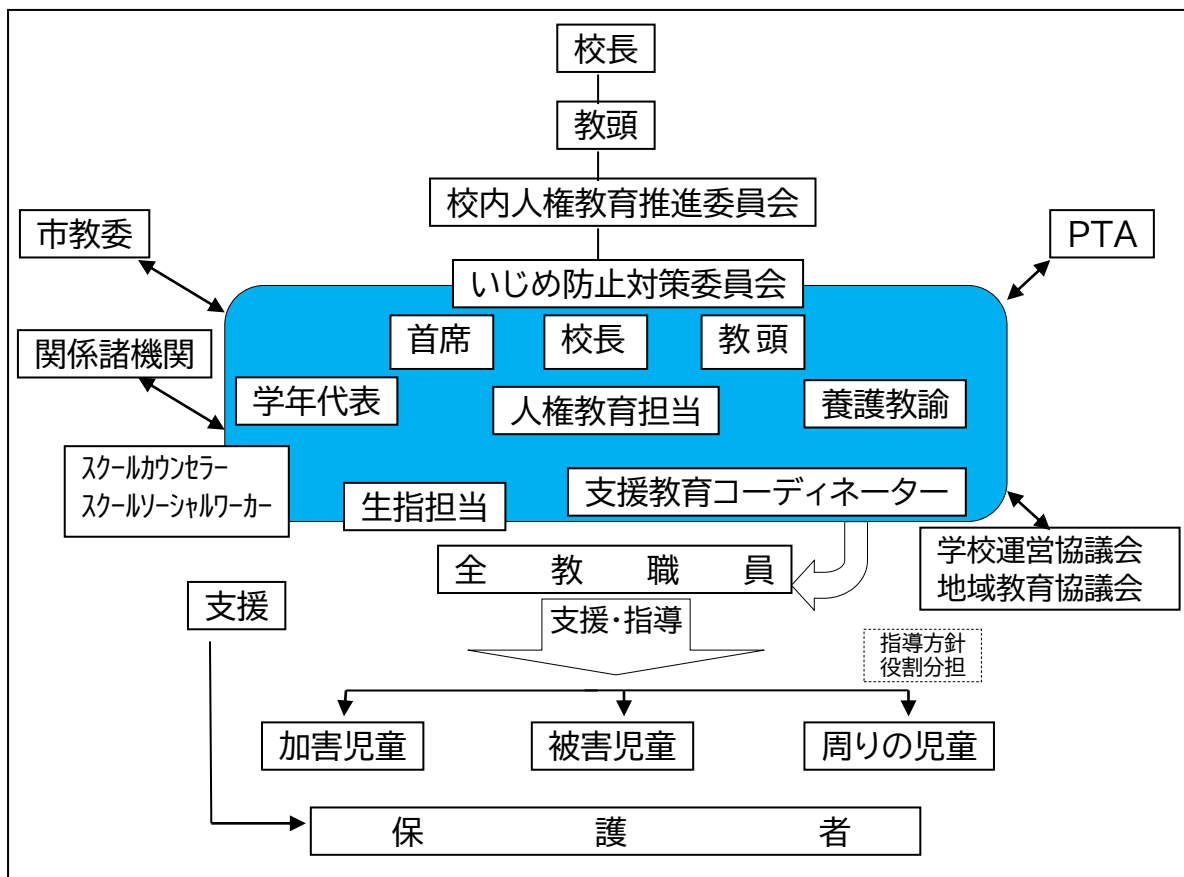 校長
教頭
校内人権教育推進委員会
市教委
PTA
いじめ防止対策委員会
首席
校長
教頭
関係諸機関
学年代表
人権教育担当
養護教諭
スクールカウンセラー
スクールソーシャルワーカー
生指担当
支援教育コーディネーター
学校運営協議会
地域教育協議会
全教職員
支援
支援・指導
指導方針
役割分担
加害児童
被害児童
周りの児童
保護者